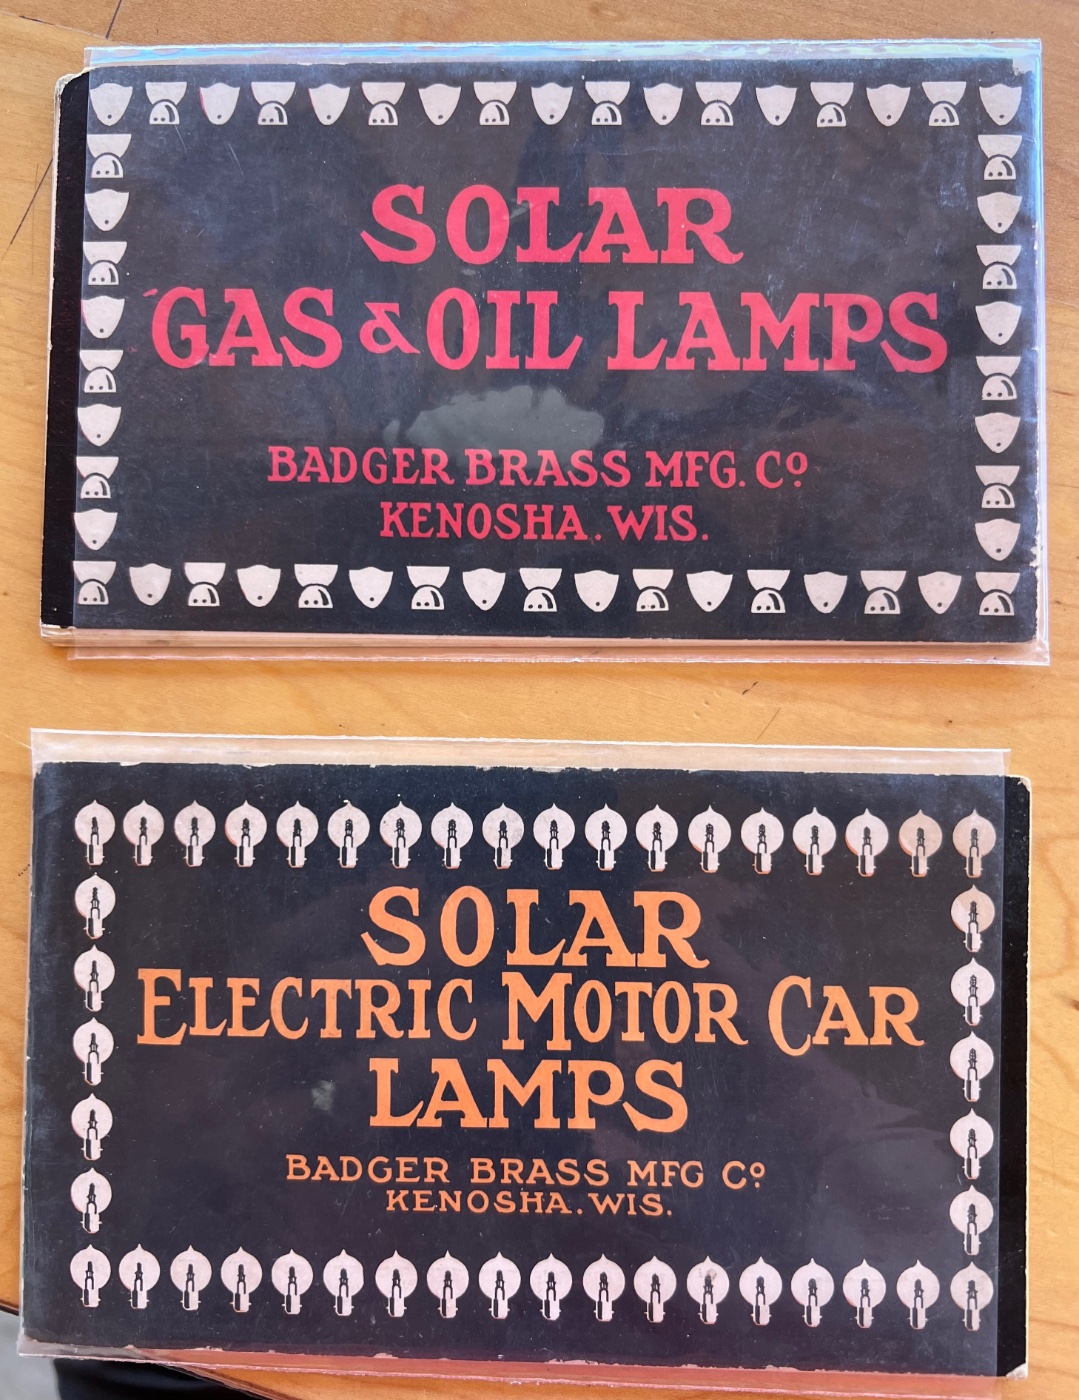 SOLAR
GAS & OIL LAMPS
BADGER BRASS MFG. Cº
KENOSHA. WIS.
SOLAR
ELECTRIC MOTOR CAR
LAMPS
BADGER BRASS MFG Cº
KENOSHA. WIS.